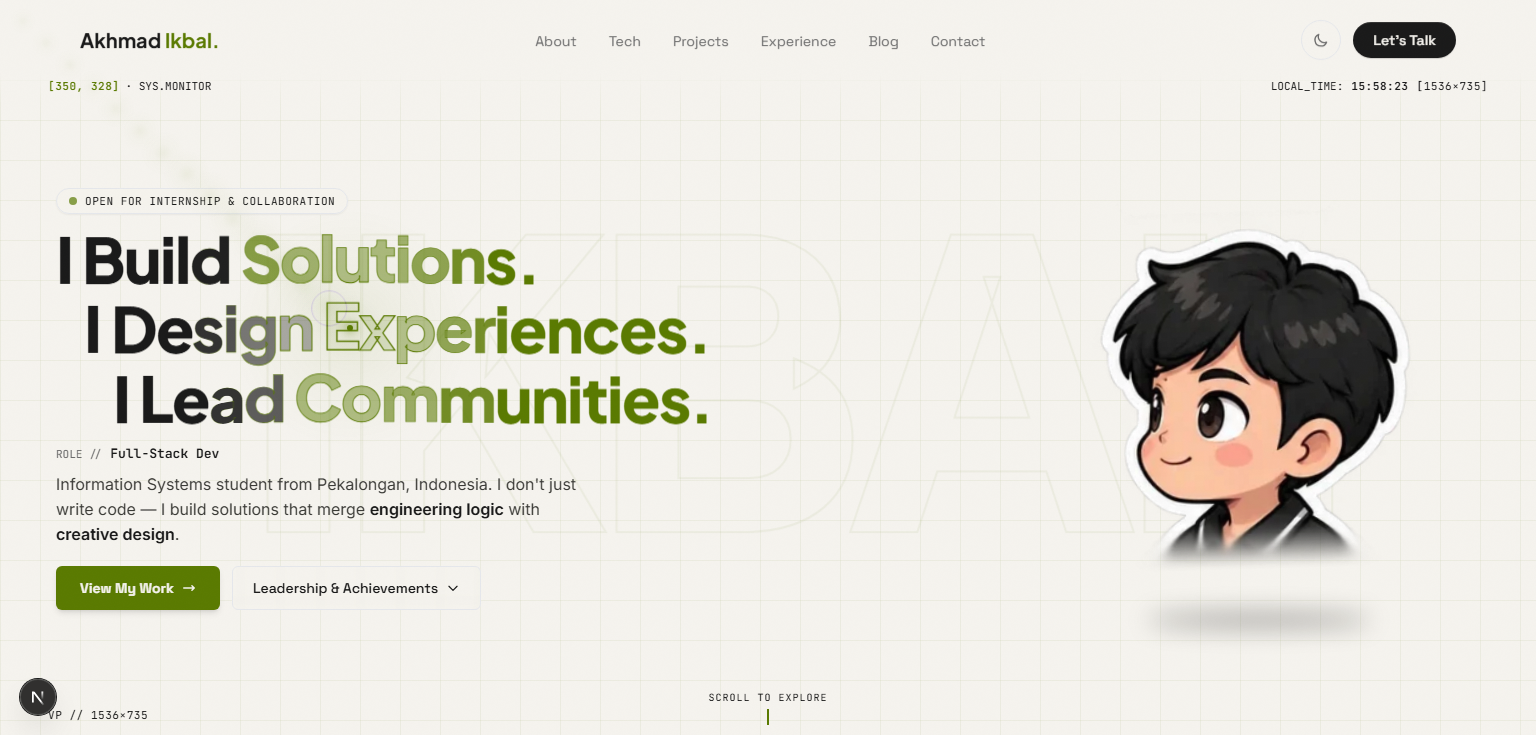 Akhmad Ikbal.
About Tech Projects Experience Blog Contact
Let's Talk
[350, 328] · SYS.MONITOR
LOCAL_TIME: 15:58:23 [1536×735]
OPEN FOR INTERNSHIP & COLLABORATION
I Build Solutions.
I Design Experiences.
I Lead Communities.
IKBAL
ROLE // Full-Stack Dev
Information Systems student from Pekalongan, Indonesia. I don't just
write code — I build solutions that merge engineering logic with
creative design.
View My Work →
Leadership & Achievements
SCROLL TO EXPLORE
N
VP // 1536×735